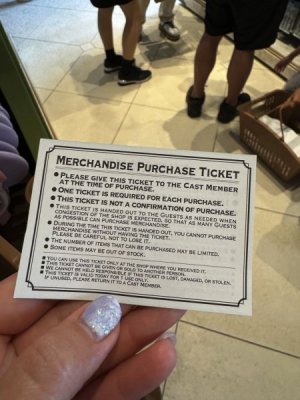 MERCHANDISE PURCHASE TICKET
● PLEASE GIVE THIS TICKET TO THE CAST MEMBER
AT THE TIME OF PURCHASE.
● ONE TICKET IS REQUIRED FOR EACH PURCHASE.
● THIS TICKET IS NOT A CONFIRMATION OF PURCHASE.
● THIS TICKET IS HANDED OUT TO THE GUESTS AS NEEDED WHEN
CONGESTION OF THE SHOP IS EXPECTED, SO THAT AS MANY GUESTS
AS POSSIBLE CAN PURCHASE MERCHANDISE.
● DURING THE TIME THIS TICKET IS HANDED OUT, YOU CANNOT PURCHASE
MERCHANDISE WITHOUT HAVING THE TICKET.
PLEASE BE CAREFUL NOT TO LOSE IT.
● THE NUMBER OF ITEMS THAT CAN BE PURCHASED MAY BE LIMITED.
● SOME ITEMS MAY BE OUT OF STOCK.
■ YOU CAN USE THIS TICKET ONLY AT THE SHOP WHERE YOU RECEIVED IT.
■ THIS TICKET CANNOT BE GIVEN OR SOLD TO ANOTHER PERSON.
■ WE CANNOT BE HELD RESPONSIBLE IF THIS TICKET IS LOST, DAMAGED, OR STOLEN.
■ THIS TICKET IS VALID TODAY FOR 1 USE ONLY.
IF UNUSED, PLEASE RETURN IT TO A CAST MEMBER.